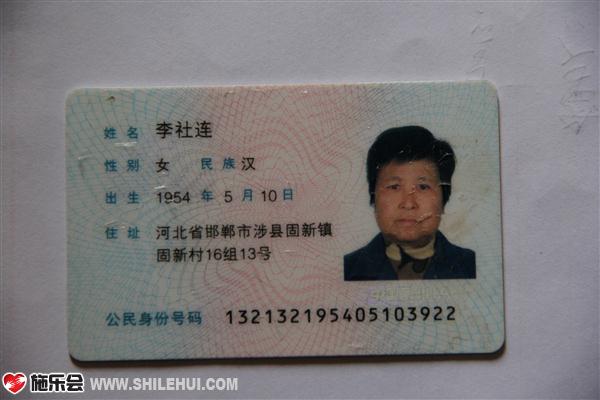 姓名 李社连
性别 女 民族 汉
出生 1954 年 5 月 10 日
住址 河北省邯郸市涉县固新镇
固新村16组13号
公民身份号码 132132195405103922
施乐会 WWW.SHILEHUI.COM